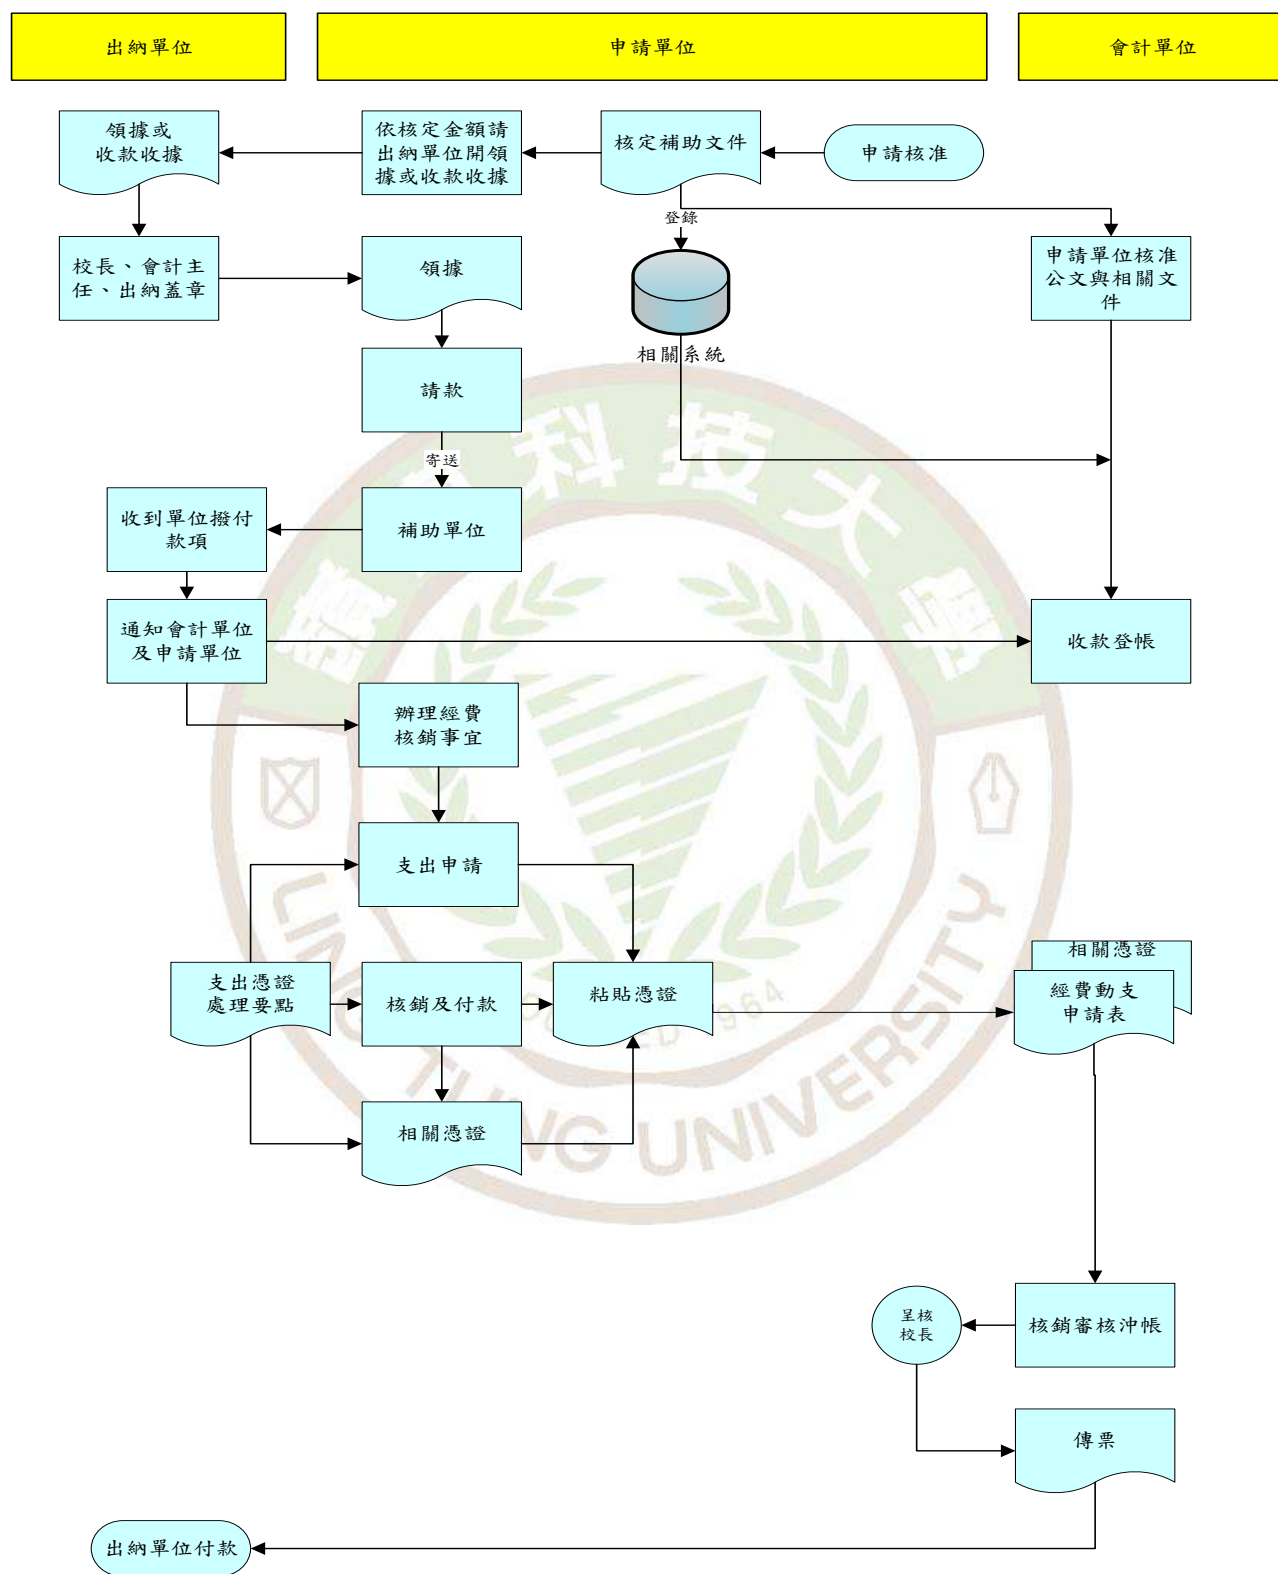 出納單位
申請單位
會計單位
領據或
收款收據
依核定金額請
出納單位開領
據或收款收據
核定補助文件
申請核准
登錄
校長、會計主
任、出納蓋章
領據
相關系統
申請單位核准
公文與相關文
件
請款
寄送
收到單位撥付
款項
補助單位
通知會計單位
及申請單位
收款登帳
辦理經費
核銷事宜
支出申請
支出憑證
處理要點
核銷及付款
粘貼憑證
相關憑證
經費動支
申請表
相關憑證
呈核
校長
核銷審核沖帳
傳票
出納單位付款
科技大學
LING TUNG UNIVERSITY